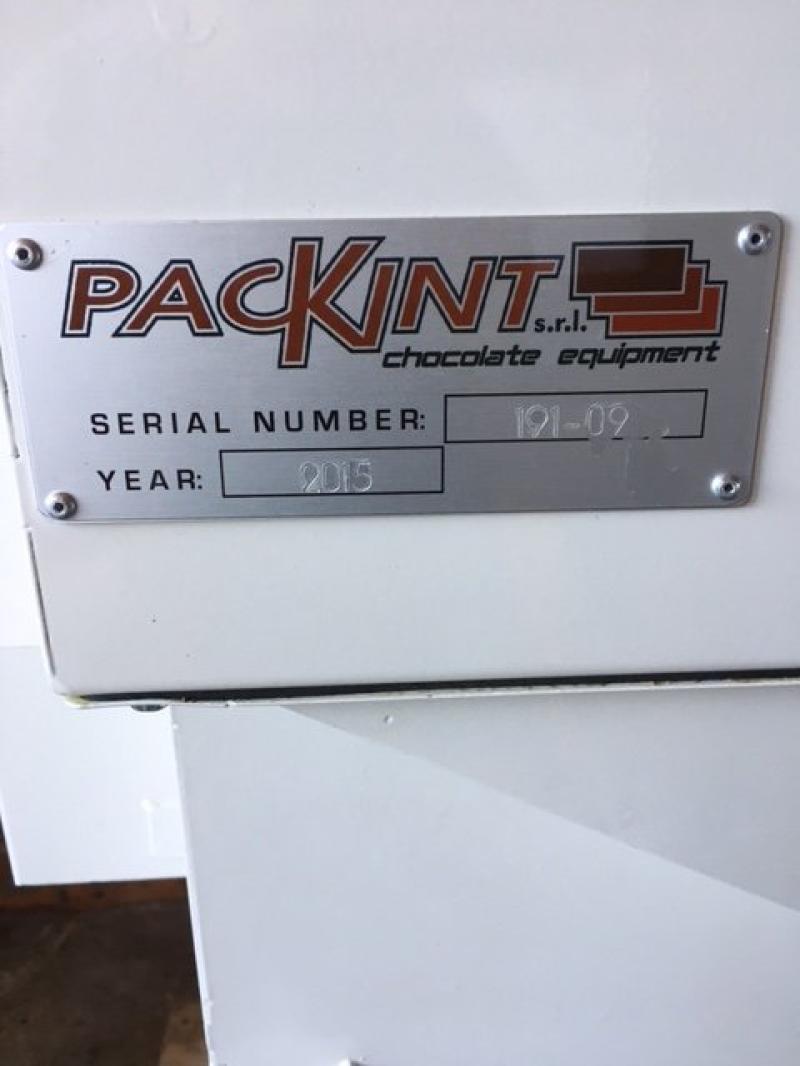 PACKINT s.r.l.
chocolate equipment
SERIAL NUMBER: 191-09
YEAR: 2015